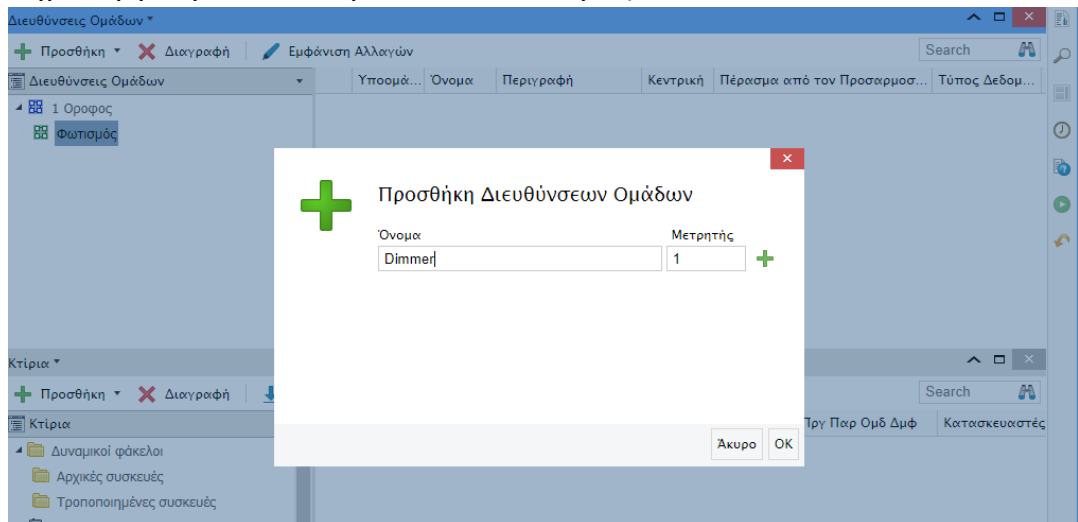 Διευθύνσεις Ομάδων
Προσθήκη Διαγραφή Εμφάνιση Αλλαγών Search
Διευθύνσεις Ομάδων Υποομά... Όνομα Περιγραφή Κεντρική Πέρασμα από τον Προσαρμοσ... Τύπος Δεδομ...
1 Οροφος
Φωτισμός
Προσθήκη Διευθύνσεων Ομάδων
Όνομα Μετρητής
Dimmer 1
Άκυρο OK
Κτίρια
Προσθήκη Διαγραφή Search
Κτίρια Πργ Παρ Ομδ Δμφ Κατασκευαστές
Δυναμικοί φάκελοι
Αρχικές συσκευές
Τροποποιημένες συσκευές